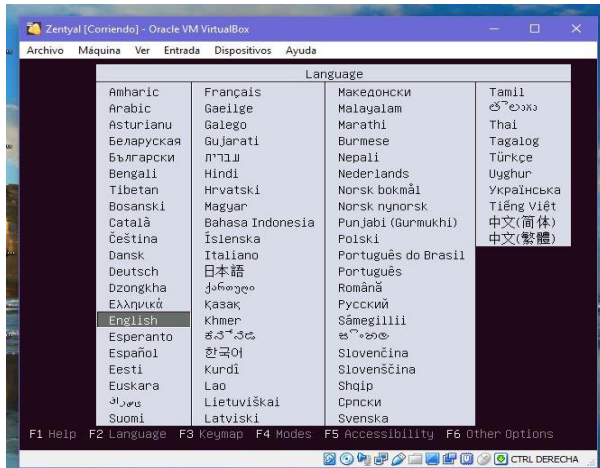 Zentyal [Corriendo] - Oracle VM VirtualBox
Archivo Máquina Ver Entrada Dispositivos Ayuda
Language
Amharic
Arabic
Asturianu
Беларуская
Български
Bengali
Tibetan
Bosanski
Català
Čeština
Dansk
Deutsch
Dzongkha
Ελληνικά
English
Esperanto
Español
Eesti
Euskara
Suomi
Français
Gaeilge
Galego
Gujarati
עברית
Hindi
Hrvatski
Magyar
Bahasa Indonesia
Íslenska
Italiano
日本語
ქართული
Қазақ
Khmer
ಕನ್ನಡ
한국어
Kurdî
Lao
Lietuviškai
Latviski
Македонски
Malayalam
Marathi
Burmese
Nepali
Nederlands
Norsk bokmål
Norsk nynorsk
Punjabi (Gurmukhi)
Polski
Português do Brasil
Português
Română
Русский
Sámegillii
සිංහල
Slovenčina
Slovenščina
Shqip
Српски
Svenska
Tamil
తెలుగు
Thai
Tagalog
Türkçe
Uyghur
Українська
Tiếng Việt
中文(简体)
中文(繁體)
F1 Help F2 Language F3 Keymap F4 Modes F5 Accessibility F6 Other Options
CTRL DERECHA